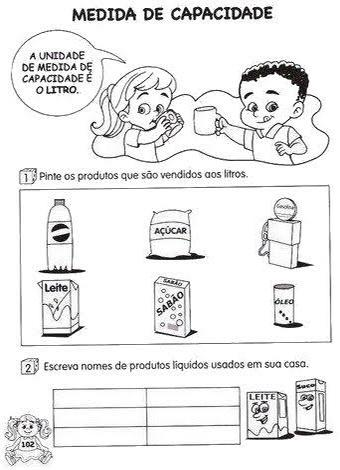 MEDIDA DE CAPACIDADE
A UNIDADE
DE MEDIDA DE
CAPACIDADE É
O LITRO.
1 Pinte os produtos que são vendidos aos litros.
AÇÚCAR
Gasolina
Leite
SABÃO
SABÃO
ÓLEO
2 Escreva nomes de produtos líquidos usados em sua casa.
LEITE
Suco
102